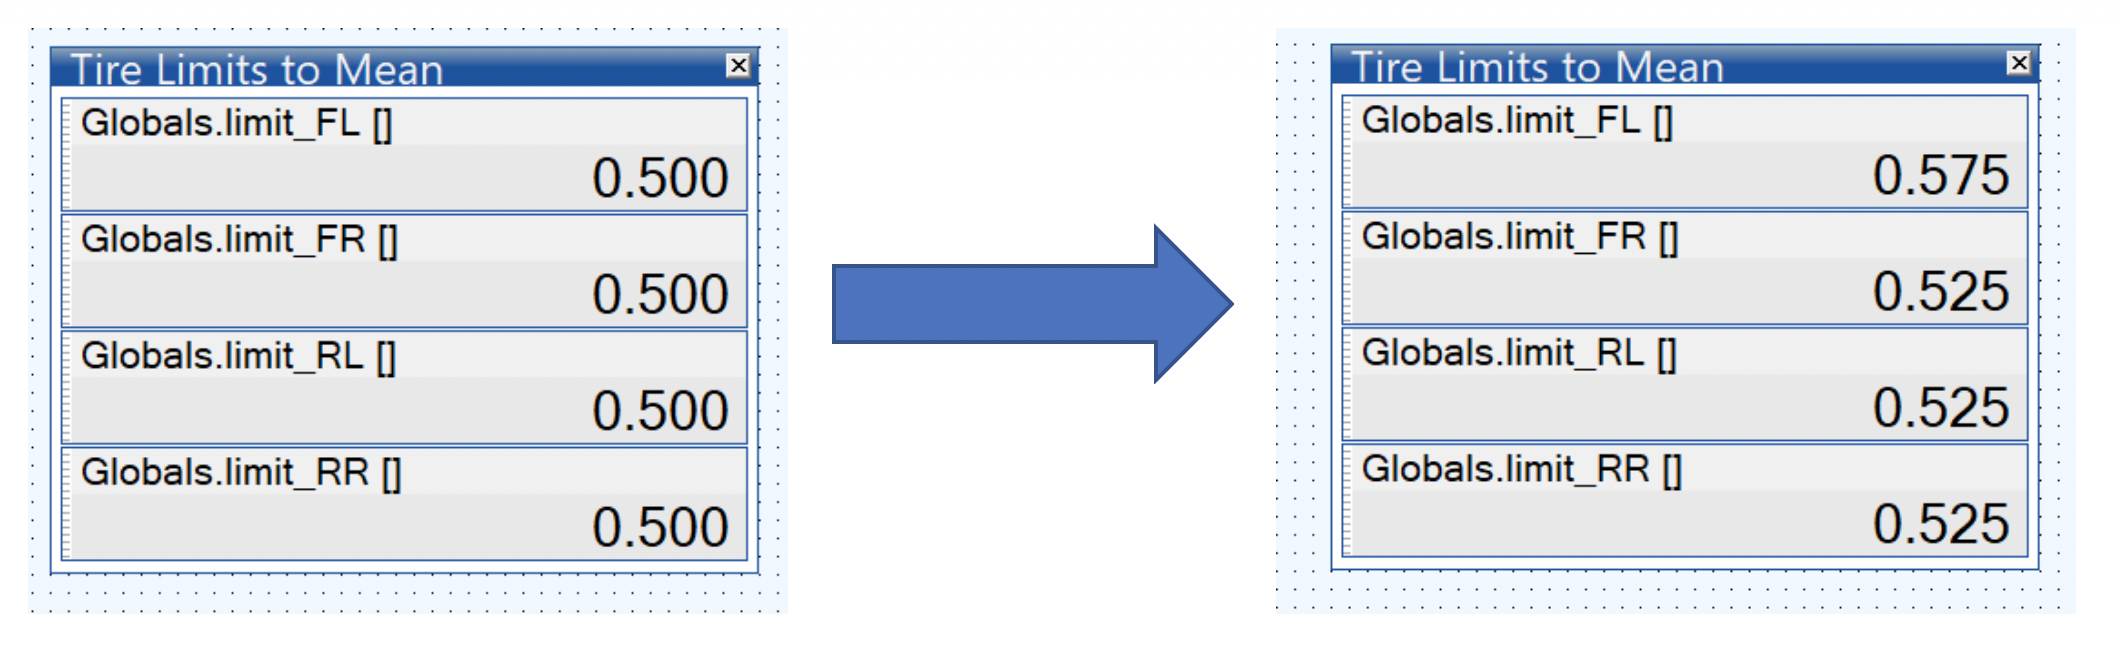 Tire Limits to Mean
Globals.limit_FL []
0.500
Globals.limit_FR []
0.500
Globals.limit_RL []
0.500
Globals.limit_RR []
0.500
Tire Limits to Mean
Globals.limit_FL []
0.575
Globals.limit_FR []
0.525
Globals.limit_RL []
0.525
Globals.limit_RR []
0.525